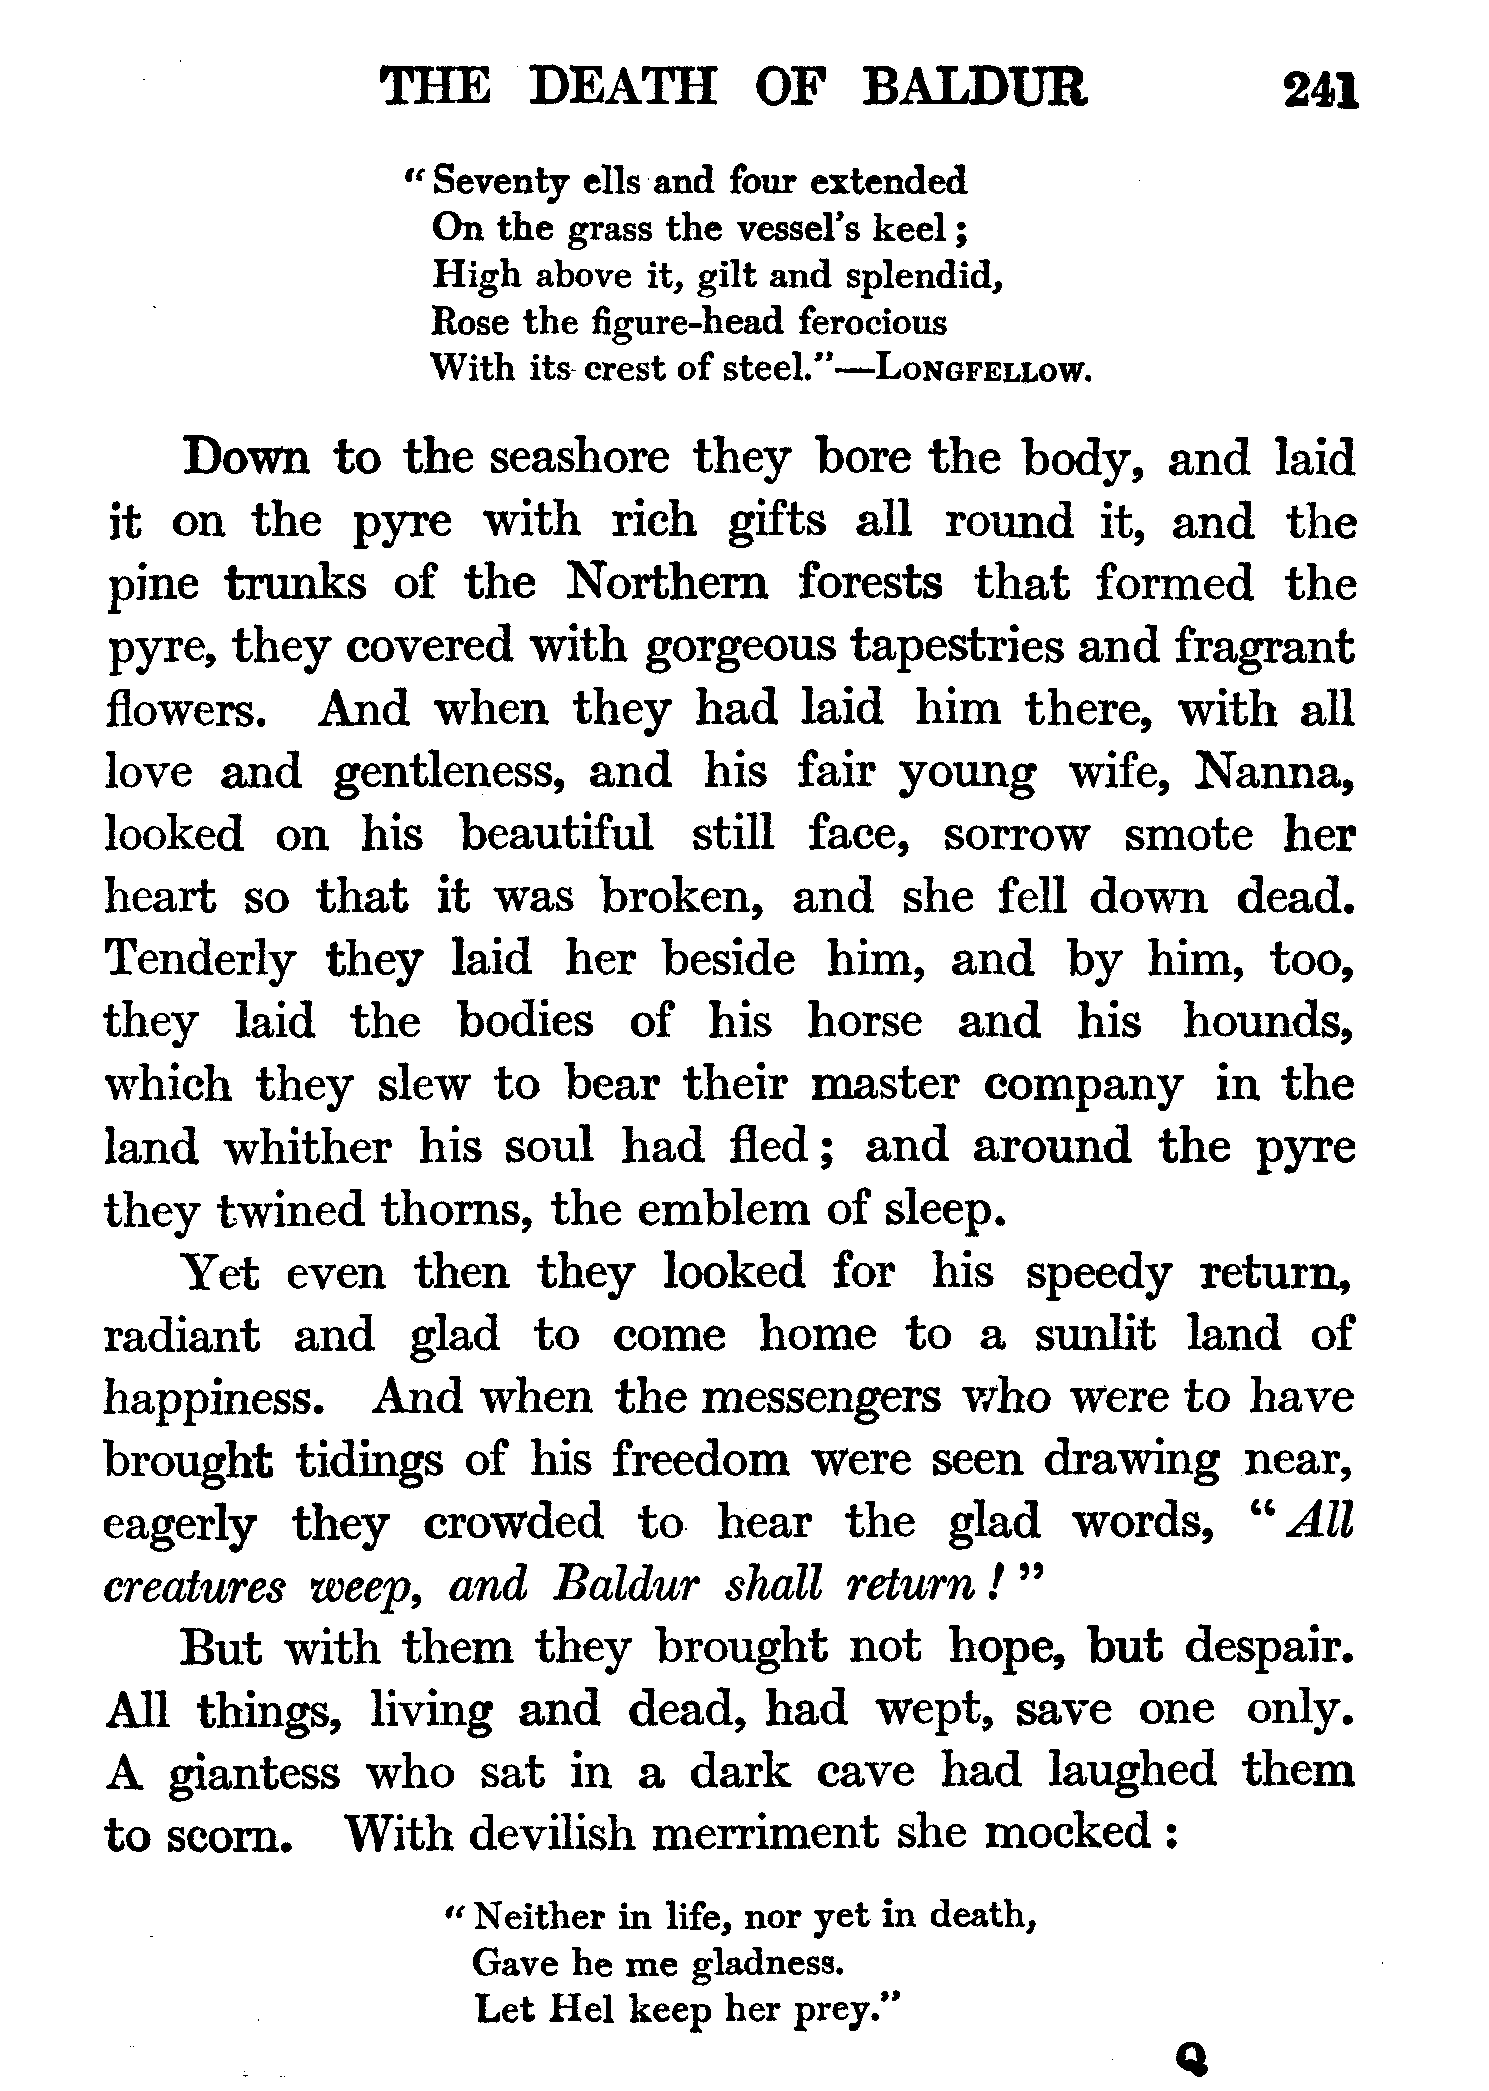 THE DEATH OF BALDUR 241
“Seventy ells and four extended
On the grass the vessel’s keel;
High above it, gilt and splendid,
Rose the figure-head ferocious
With its crest of steel.”—LONGFELLOW.
Down to the seashore they bore the body, and laid
it on the pyre with rich gifts all round it, and the
pine trunks of the Northern forests that formed the
pyre, they covered with gorgeous tapestries and fragrant
flowers. And when they had laid him there, with all
love and gentleness, and his fair young wife, Nanna,
looked on his beautiful still face, sorrow smote her
heart so that it was broken, and she fell down dead.
Tenderly they laid her beside him, and by him, too,
they laid the bodies of his horse and his hounds,
which they slew to bear their master company in the
land whither his soul had fled; and around the pyre
they twined thorns, the emblem of sleep.
Yet even then they looked for his speedy return,
radiant and glad to come home to a sunlit land of
happiness. And when the messengers who were to have
brought tidings of his freedom were seen drawing near,
eagerly they crowded to hear the glad words, “All
creatures weep, and Baldur shall return!”
But with them they brought not hope, but despair.
All things, living and dead, had wept, save one only.
A giantess who sat in a dark cave had laughed them
to scorn. With devilish merriment she mocked:
“Neither in life, nor yet in death,
Gave he me gladness.
Let Hel keep her prey.”
Q